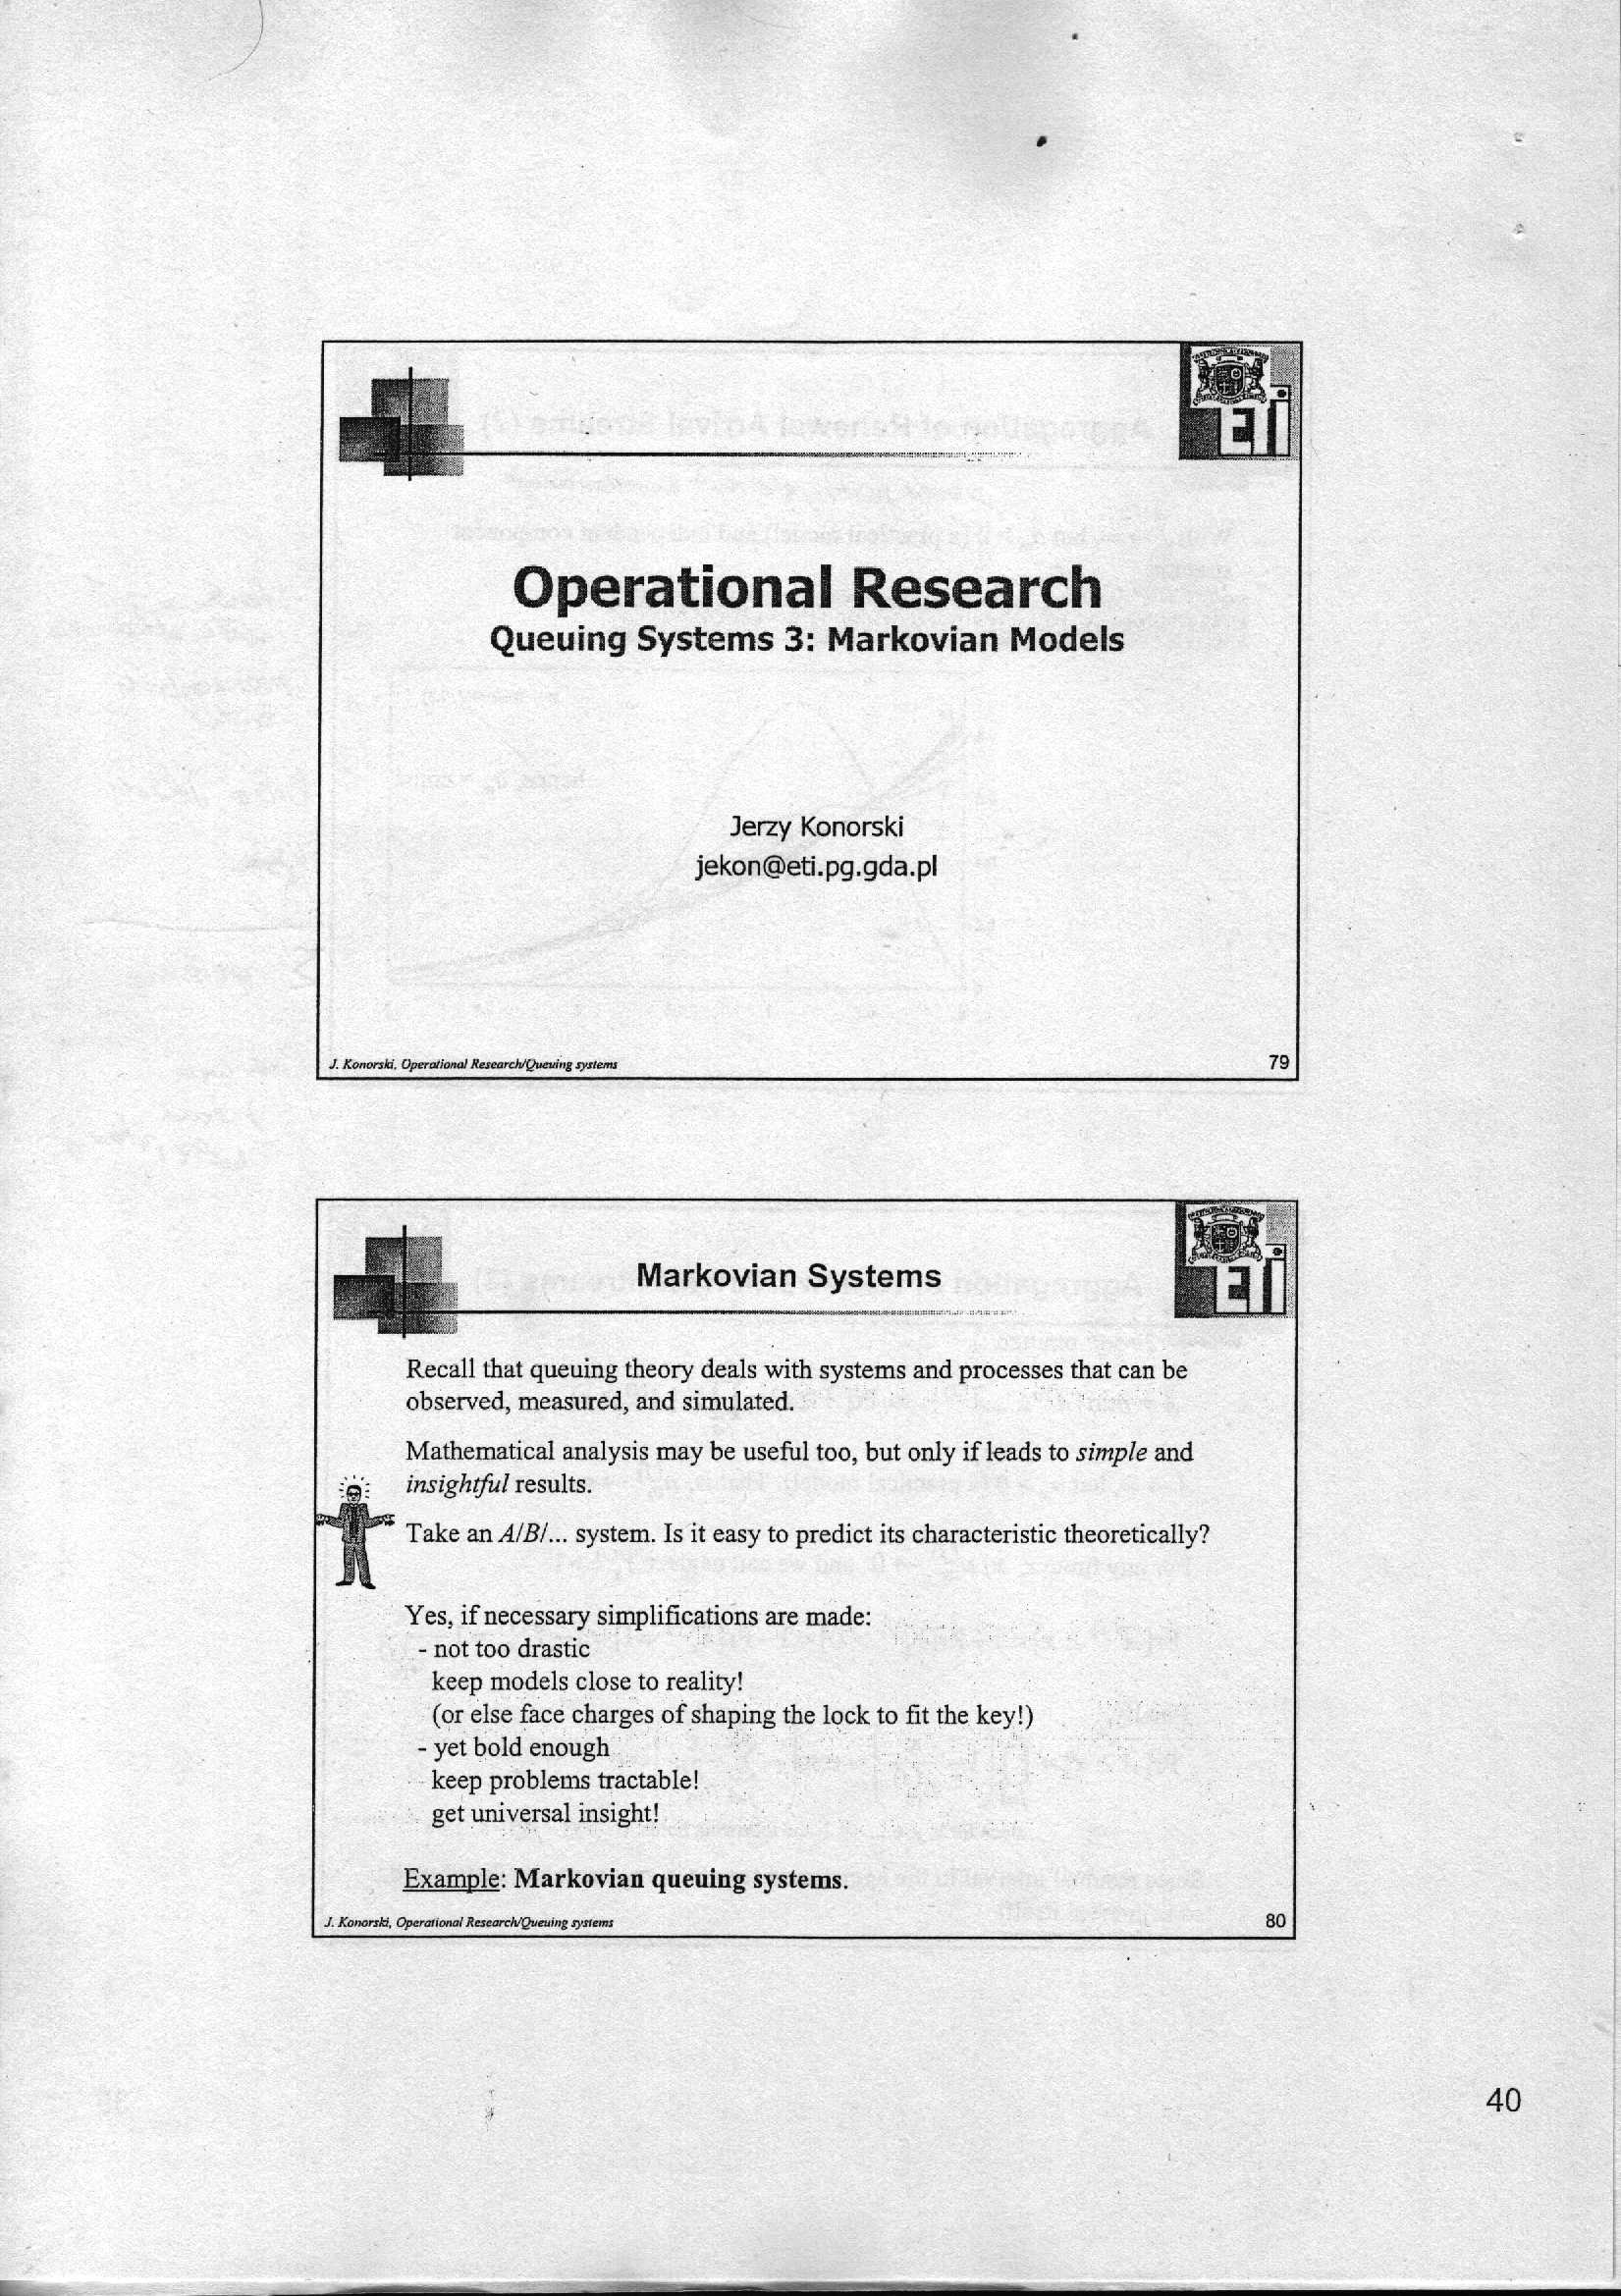 ETI
Operational Research
Queuing Systems 3: Markovian Models
Jerzy Konorski
jekon@eti.pg.gda.pl
J. Konorski, Operational Research/Queuing systems
79
Markovian Systems
ETI
Recall that queuing theory deals with systems and processes that can be
observed, measured, and simulated.
Mathematical analysis may be useful too, but only if leads to simple and
insightful results.
Take an A/B/... system. Is it easy to predict its characteristic theoretically?
Yes, if necessary simplifications are made:
- not too drastic
keep models close to reality!
(or else face charges of shaping the lock to fit the key!)
- yet bold enough
keep problems tractable!
get universal insight!
Example: Markovian queuing systems.
J. Konorski, Operational Research/Queuing systems
80
40